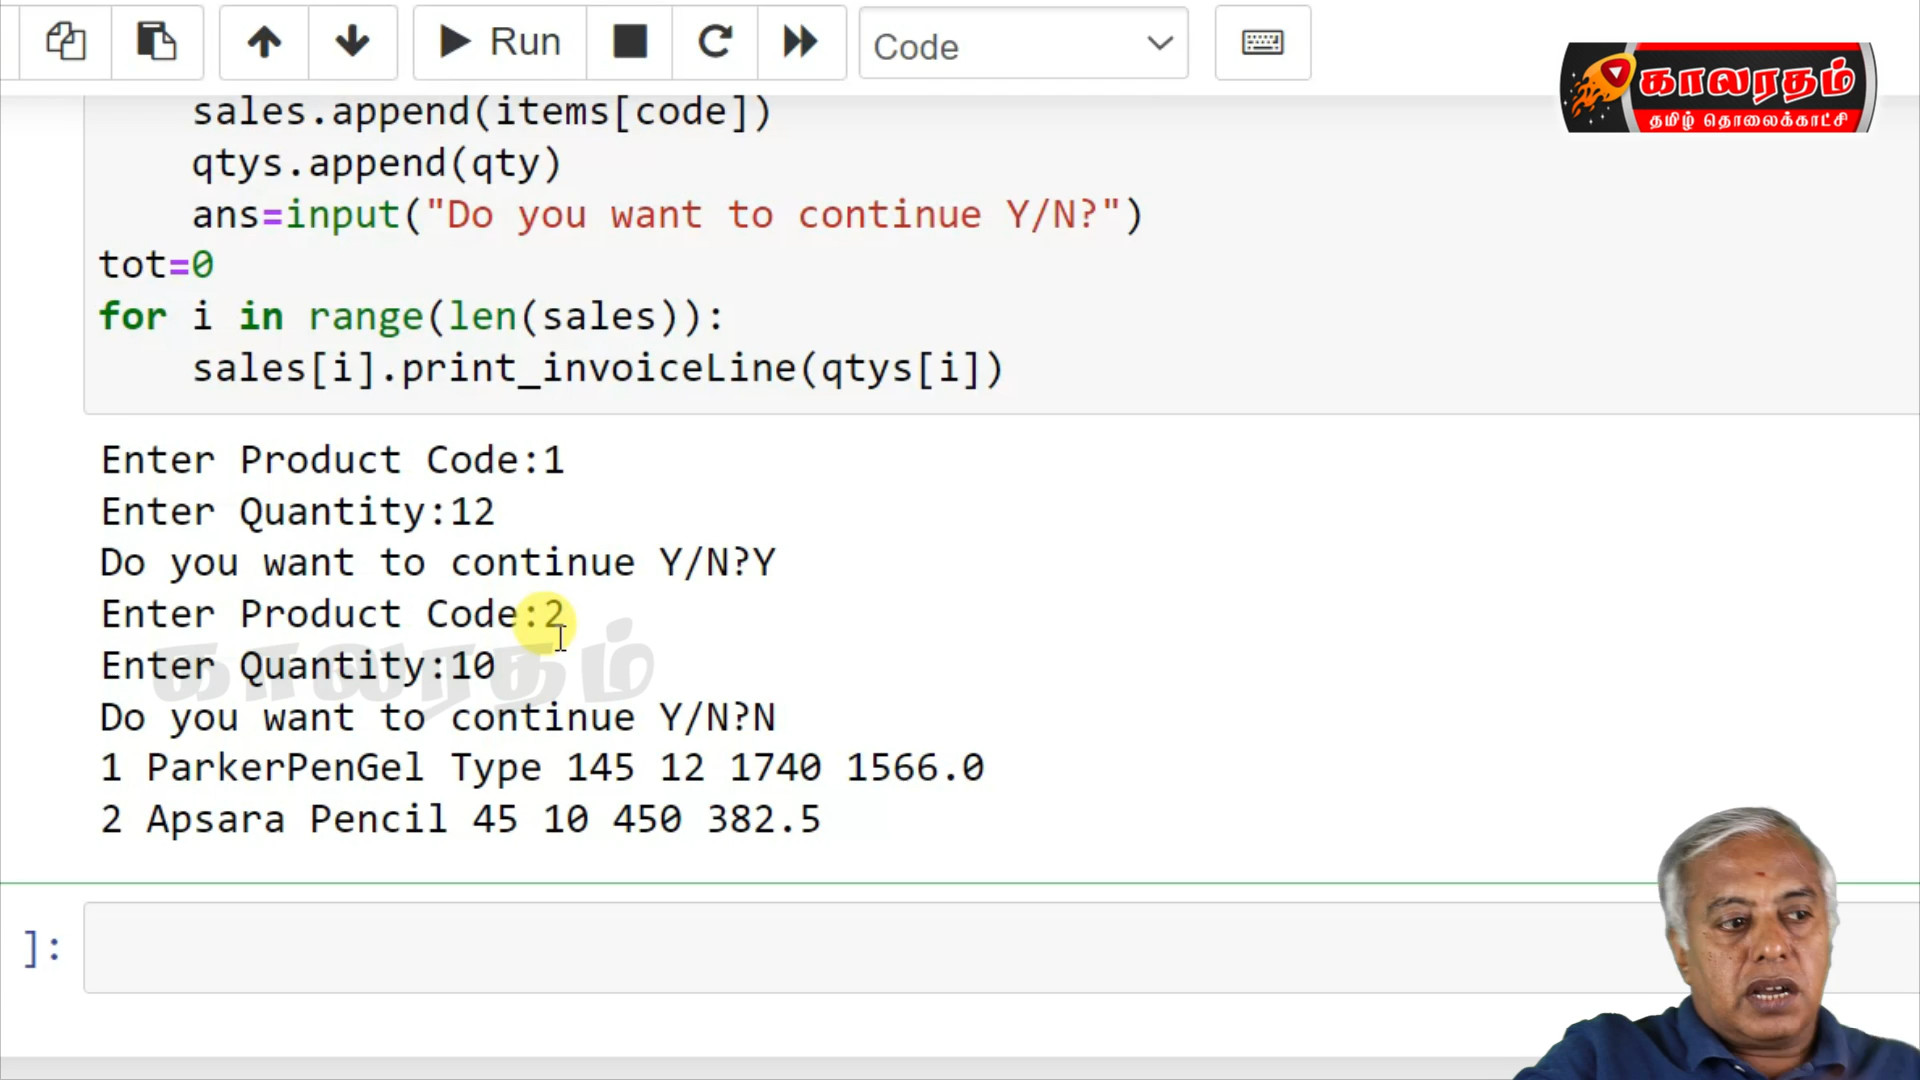 Run
Code
காலரதம்
தமிழ் தொலைக்காட்சி
sales.append(items[code])
qtys.append(qty)
ans=input("Do you want to continue Y/N?")
tot=0
for i in range(len(sales)):
sales[i].print_invoiceLine(qtys[i])
Enter Product Code:1
Enter Quantity:12
Do you want to continue Y/N?Y
Enter Product Code:2
Enter Quantity:10
காலரதம்
Do you want to continue Y/N?N
1 ParkerPenGel Type 145 12 1740 1566.0
2 Apsara Pencil 45 10 450 382.5
]: